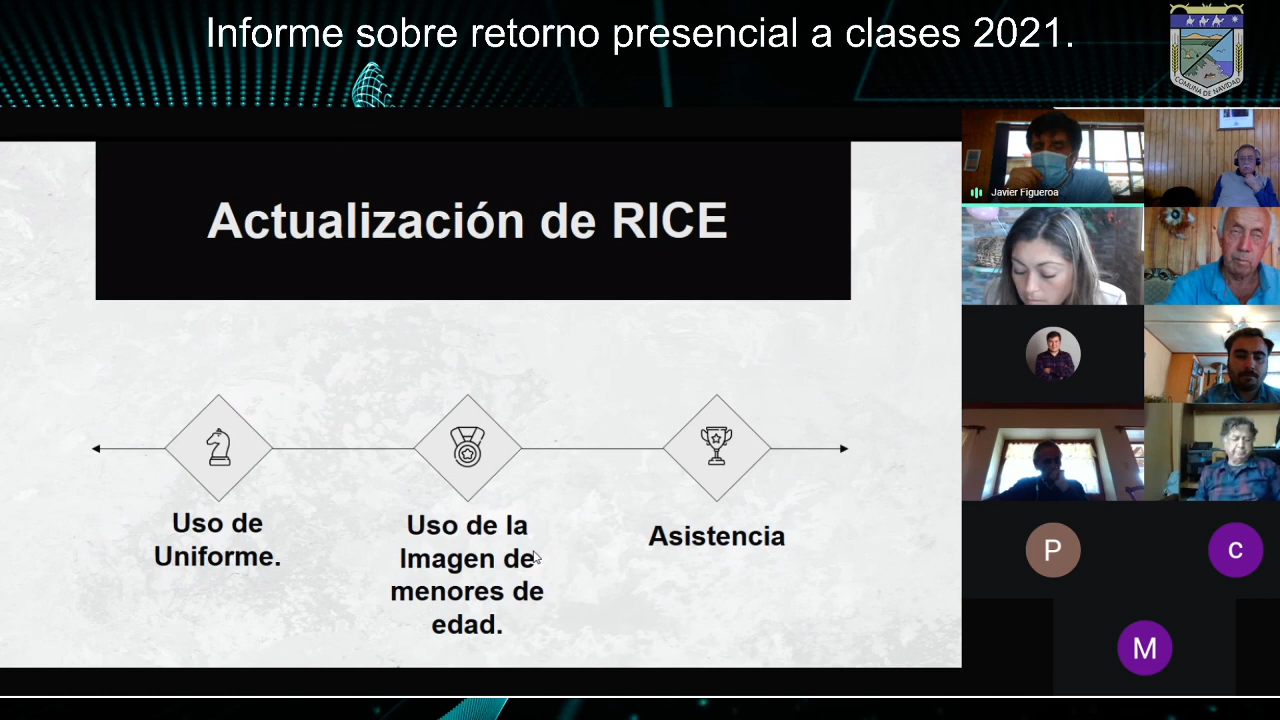 Informe sobre retorno presencial a clases 2021.
COMUNA DE NAVIDAD
Actualización de RICE
Javier Figueroa
Uso de
Uniforme.
Uso de la
Imagen de
menores de
edad.
Asistencia
P
c
M